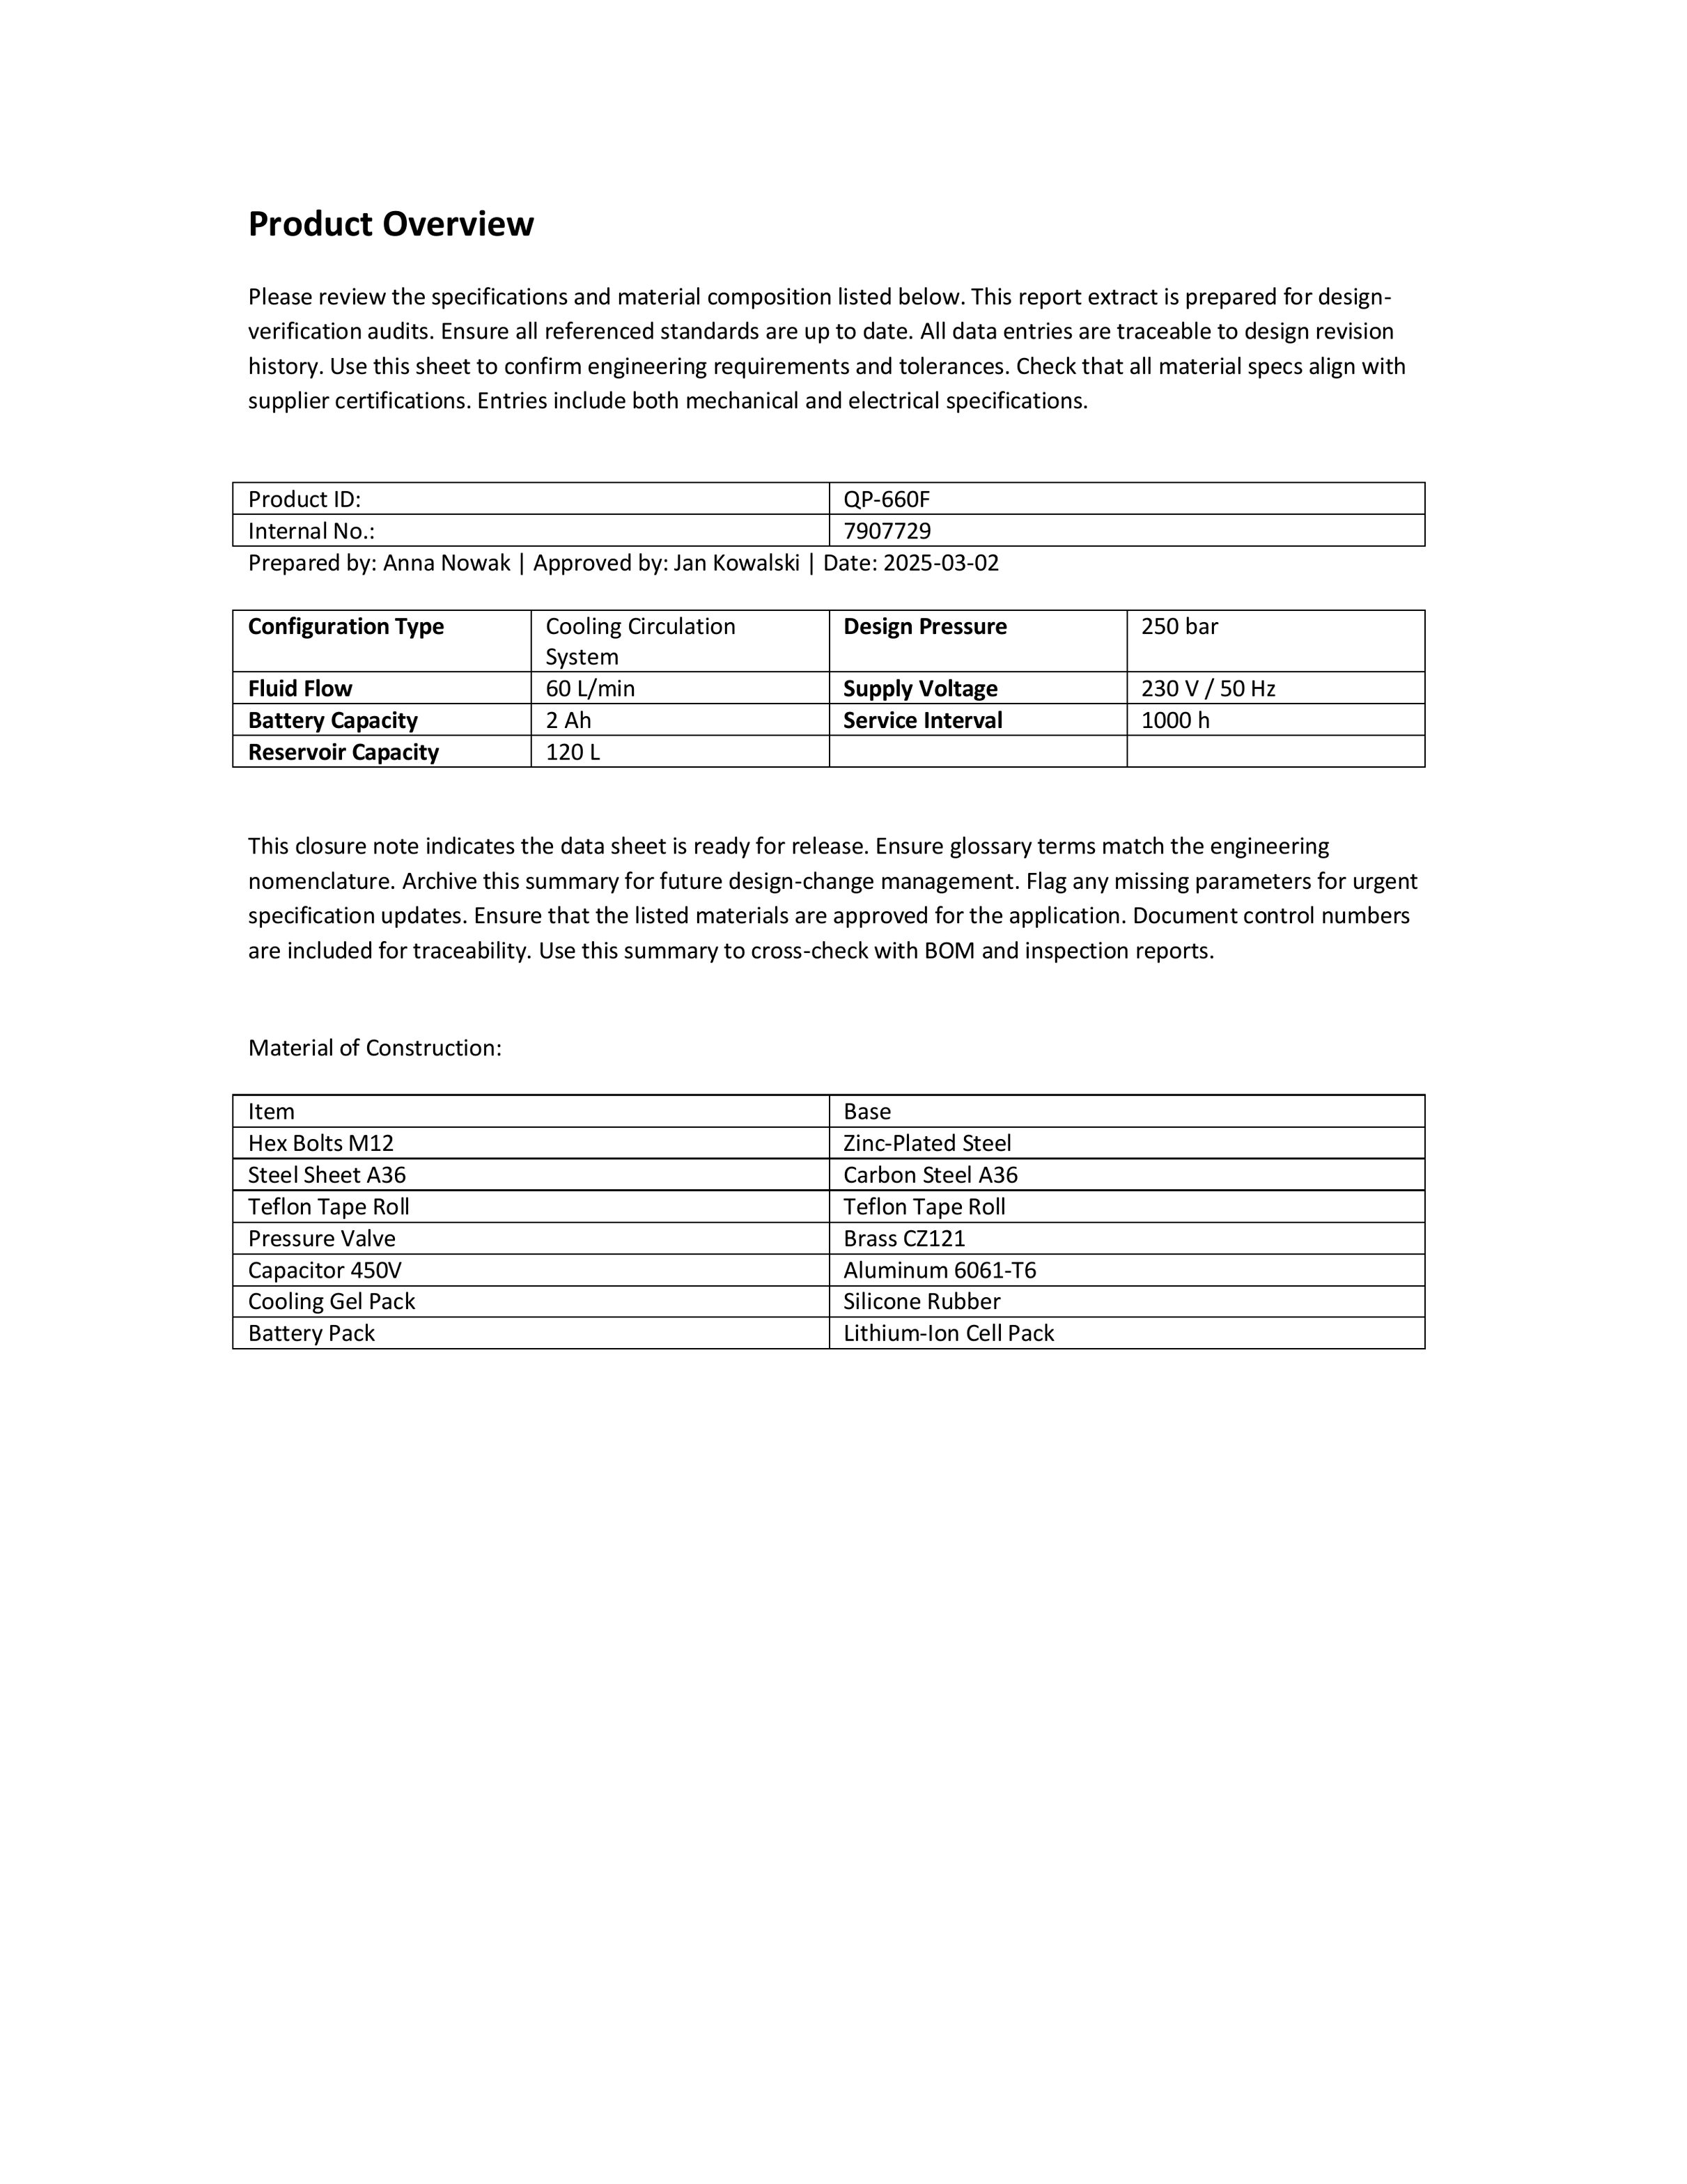 Product Overview
Please review the specifications and material composition listed below. This report extract is prepared for design-
verification audits. Ensure all referenced standards are up to date. All data entries are traceable to design revision
history. Use this sheet to confirm engineering requirements and tolerances. Check that all material specs align with
supplier certifications. Entries include both mechanical and electrical specifications.
Product ID: QP-660F
Internal No.: 7907729
Prepared by: Anna Nowak | Approved by: Jan Kowalski | Date: 2025-03-02
Configuration Type Cooling Circulation Design Pressure 250 bar
System
Fluid Flow 60 L/min Supply Voltage 230 V / 50 Hz
Battery Capacity 2 Ah Service Interval 1000 h
Reservoir Capacity 120 L
This closure note indicates the data sheet is ready for release. Ensure glossary terms match the engineering
nomenclature. Archive this summary for future design-change management. Flag any missing parameters for urgent
specification updates. Ensure that the listed materials are approved for the application. Document control numbers
are included for traceability. Use this summary to cross-check with BOM and inspection reports.
Material of Construction:
Item Base
Hex Bolts M12 Zinc-Plated Steel
Steel Sheet A36 Carbon Steel A36
Teflon Tape Roll Teflon Tape Roll
Pressure Valve Brass CZ121
Capacitor 450V Aluminum 6061-T6
Cooling Gel Pack Silicone Rubber
Battery Pack Lithium-Ion Cell Pack